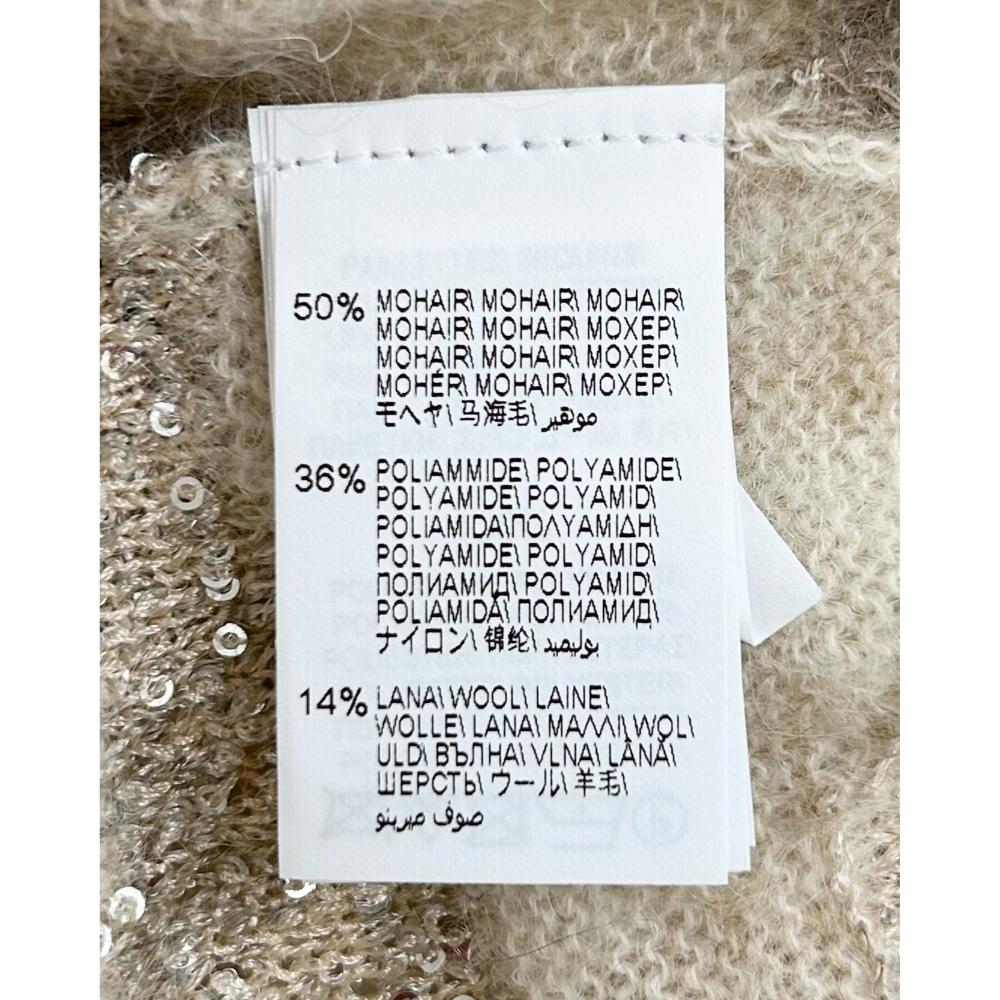 50% MOHAIR\ MOHAIR\ MOHAIR\
MOHAIR\ MOHAIR\ МОХЕР\
MOHAIR\ MOHAIR\ МОХЕР\
MOHÉR\ MOHAIR\ МОХЕР\
モヘヤ\ 马海毛\ موهير
36% POLIAMMIDE\ POLYAMIDE\
POLYAMIDE\ POLYAMID\
POLIAMIDA\ΠΟΛΥΑΜΙΔΗ\
POLYAMIDE\ POLYAMID\
ПОЛИАМИД\ POLYAMID\
POLIAMIDĂ\ ПОЛИАМИД\
ナイロン\ 锦纶\ بوليميد
14% LANA\ WOOL\ LAINE\
WOLLE\ LANA\ ΜΑΛΛΙ\ WOL\
ULD\ ВЪЛНА\ VLNA\ LÂNĂ\
ШЕРСТЬ\ ウール\ 羊毛\
صوف ميرينو